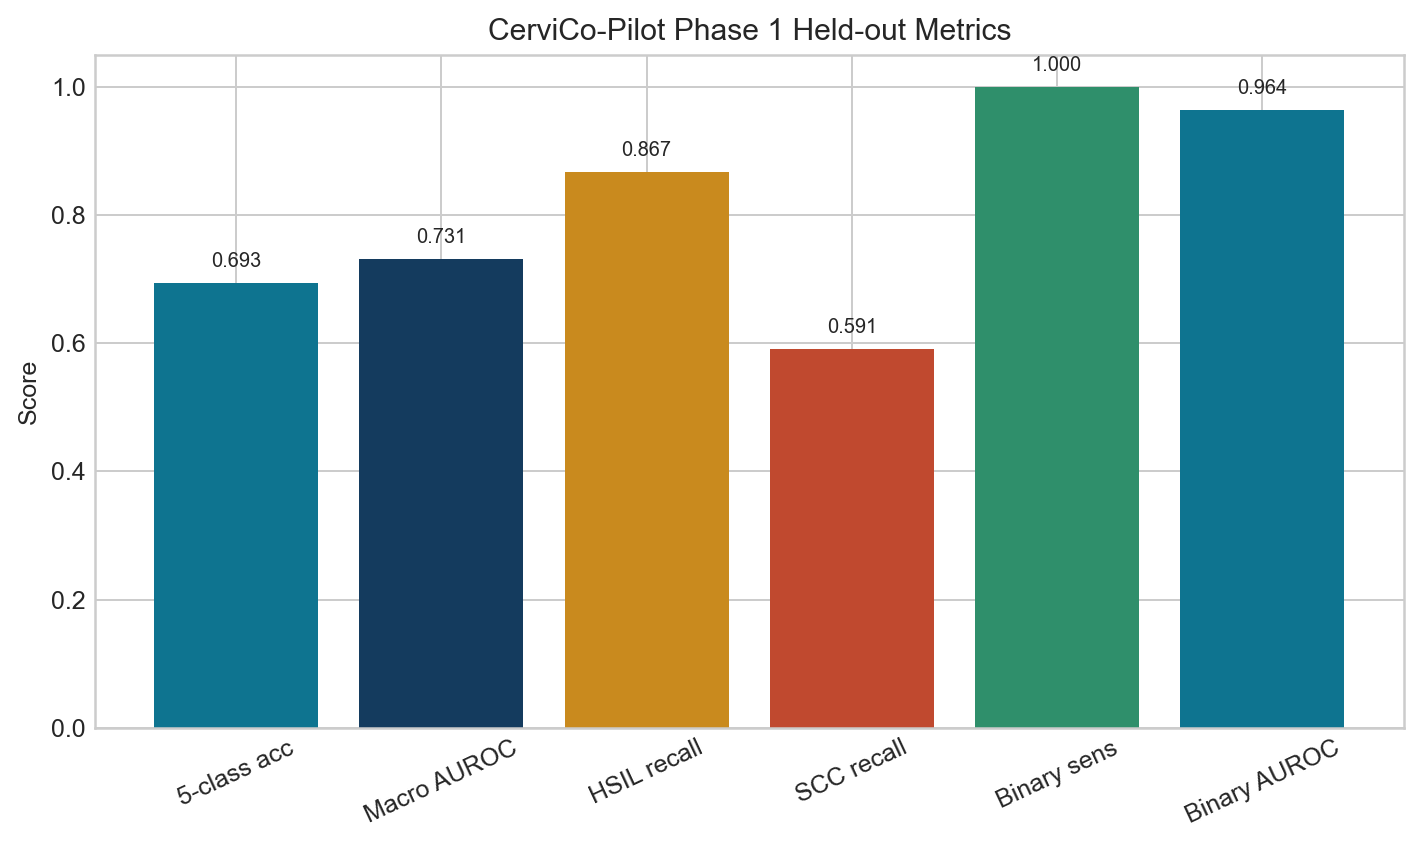 CerviCo-Pilot Phase 1 Held-out Metrics
1.000
0.964
0.867
0.731
0.693
0.591
1.0
0.8
0.6
0.4
0.2
0.0
Score
5-class acc
Macro AUROC
HSIL recall
SCC recall
Binary sens
Binary AUROC